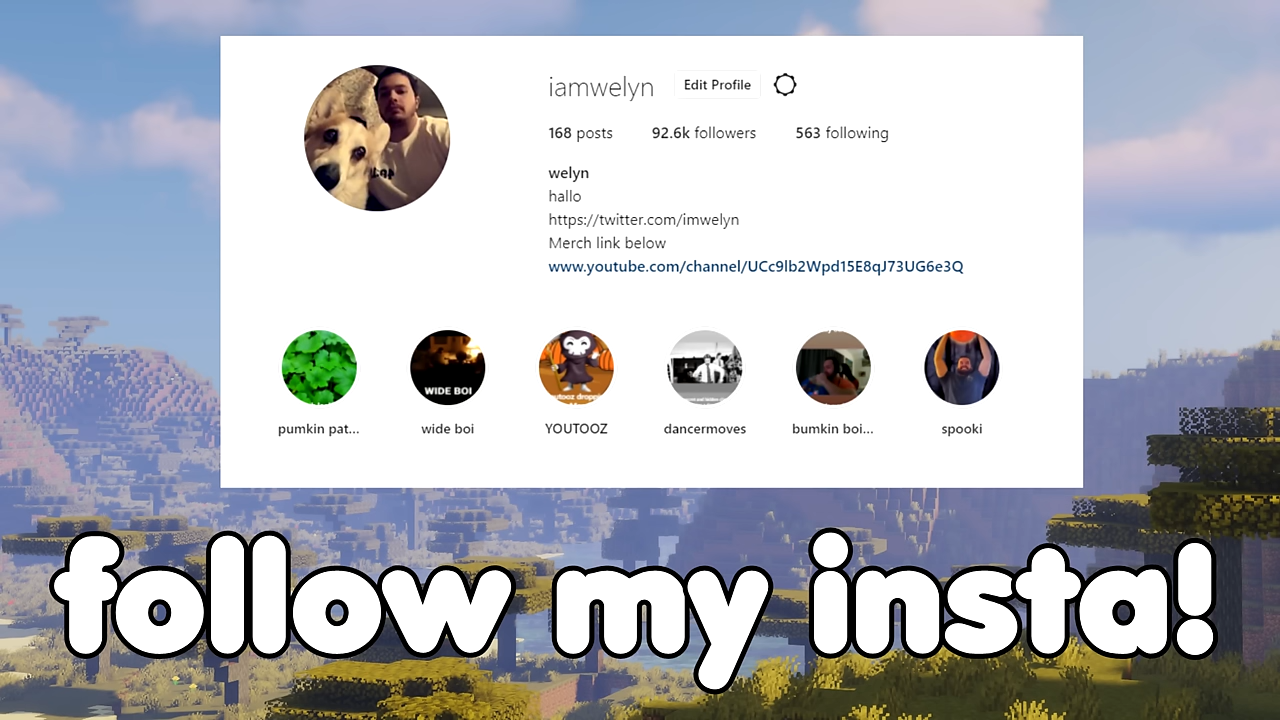 iamwelyn Edit Profile
168 posts 92.6k followers 563 following
welyn
hallo
https://twitter.com/imwelyn
Merch link below
www.youtube.com/channel/UCc9lb2Wpd15E8qJ73UG6e3Q
WIDE BOI
pumkin pat... wide boi YOUTOOZ dancermoves bumkin boi... spooki
follow my insta!